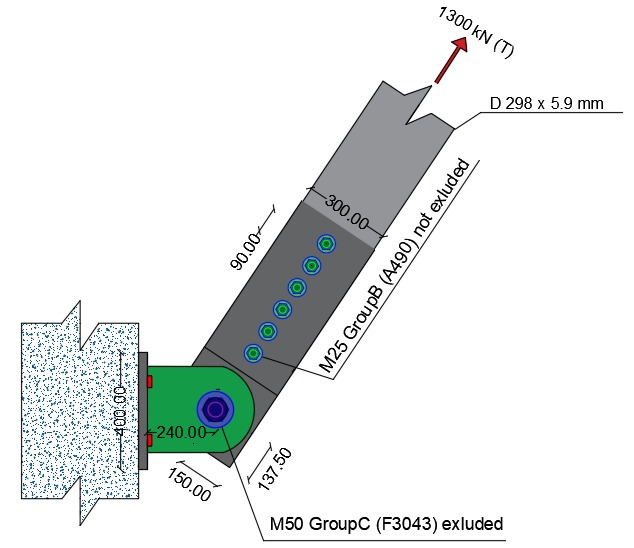 1300 kN (T)
D 298 x 5.9 mm
300.00
90.00
M25 GroupB (A490) not exluded
400.00
240.00
150.00
137.50
M50 GroupC (F3043) exluded